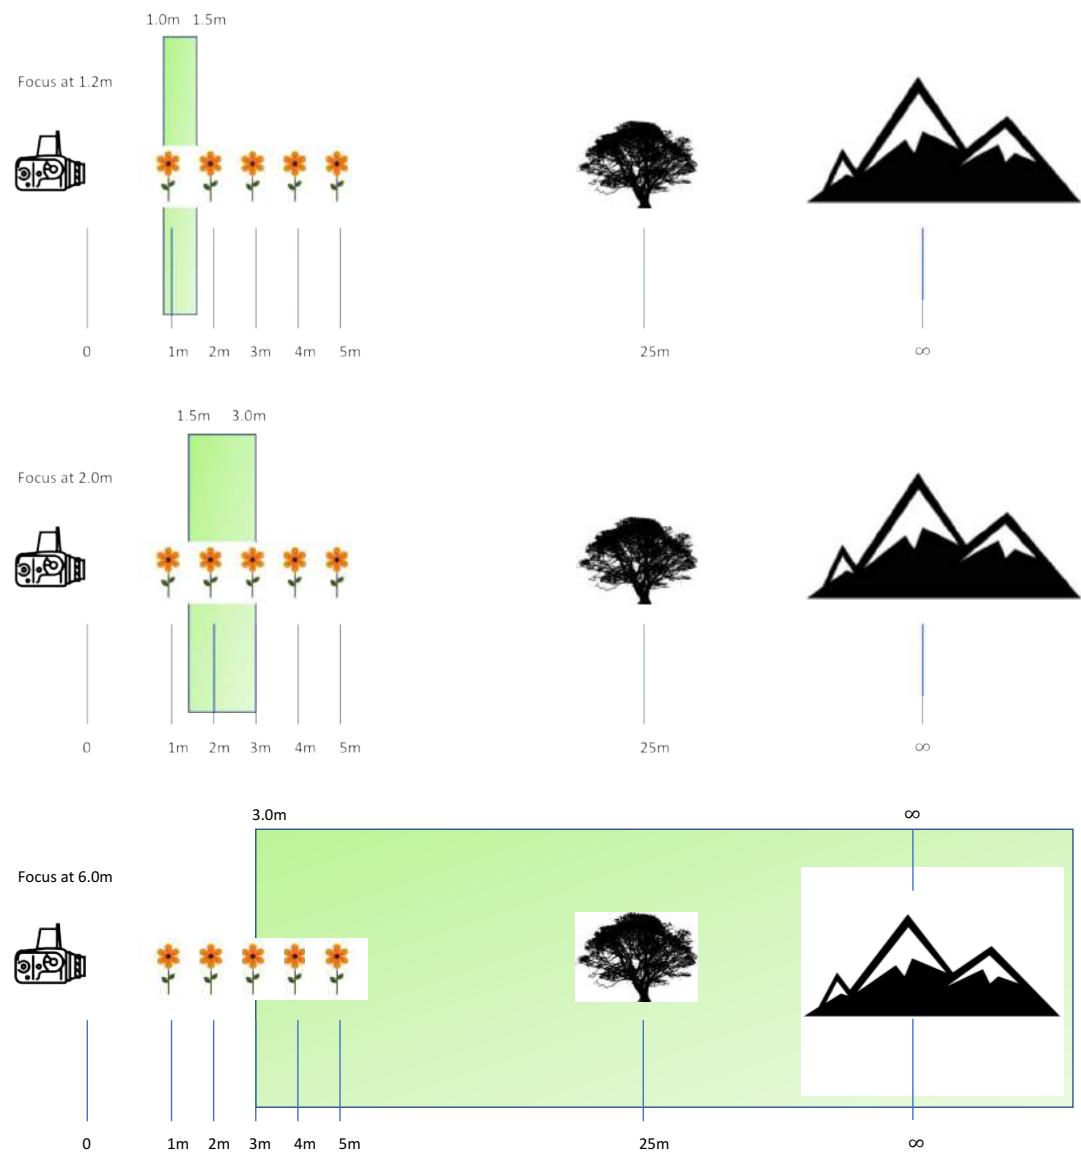 1.0m 1.5m
Focus at 1.2m
0 1m 2m 3m 4m 5m 25m ∞
1.5m 3.0m
Focus at 2.0m
0 1m 2m 3m 4m 5m 25m ∞
3.0m ∞
Focus at 6.0m
0 1m 2m 3m 4m 5m 25m ∞